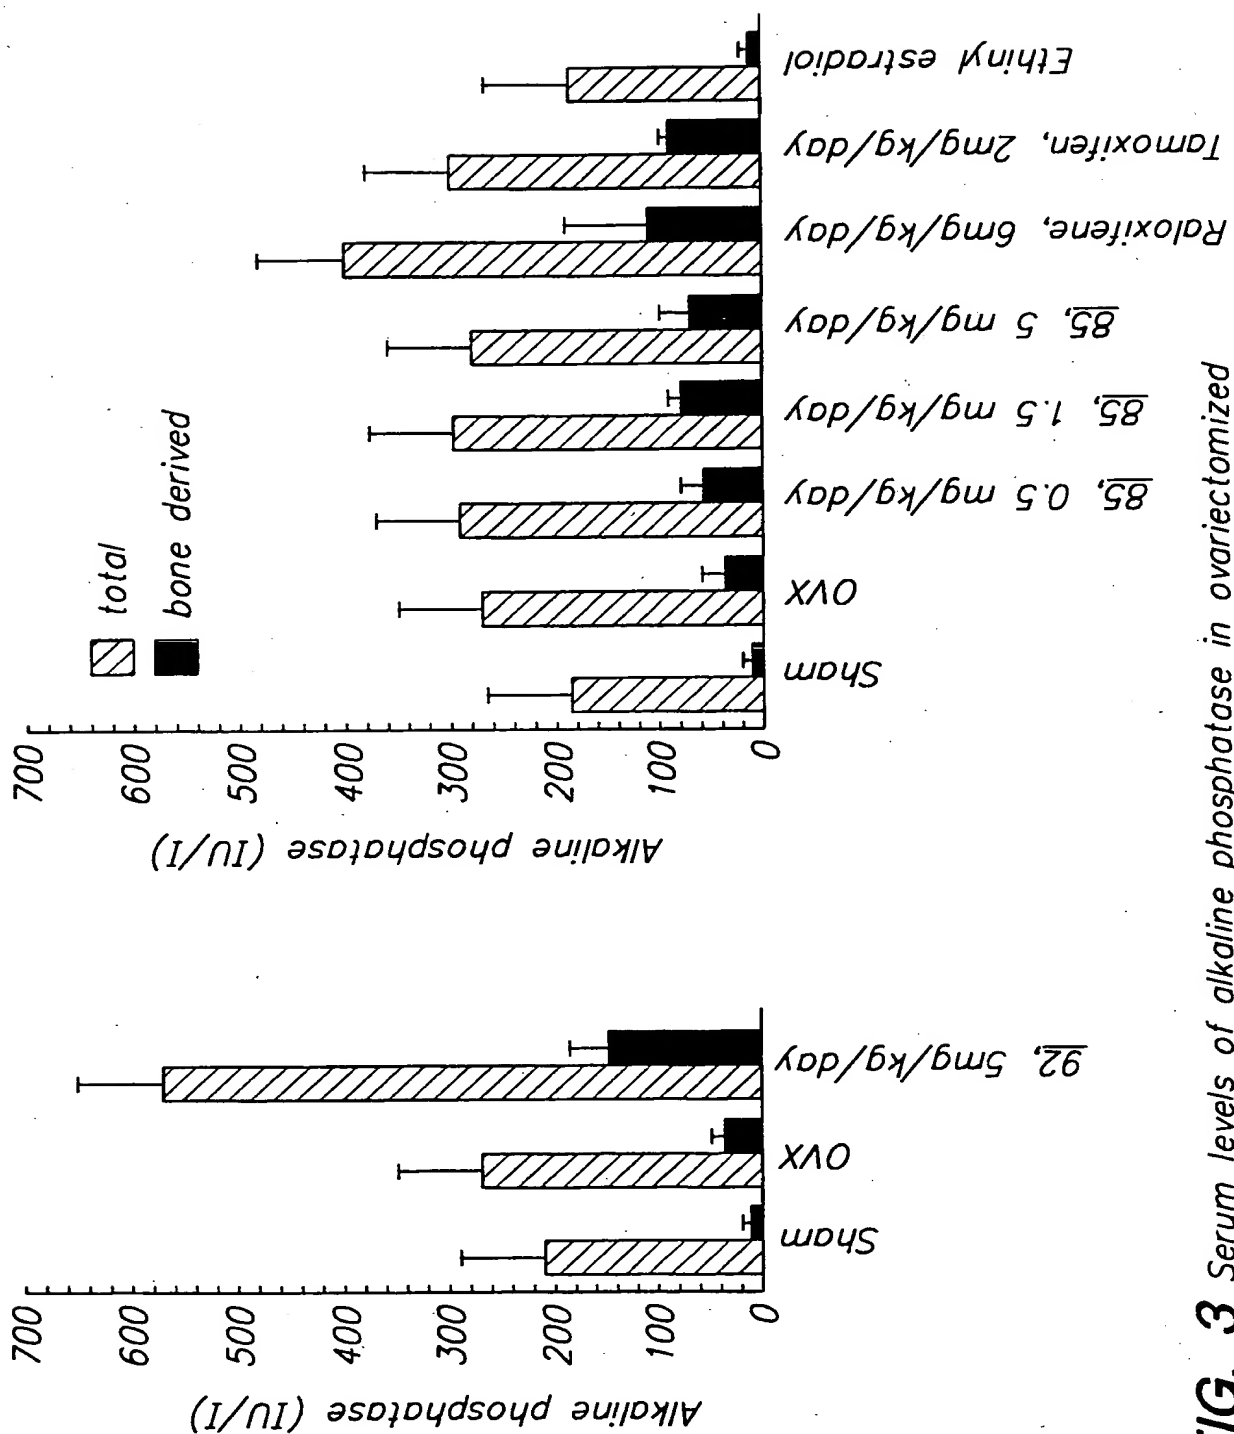 Alkaline phosphatase (IU/l)
700
600
500
400
300
200
100
0
Sham
OVX
92, 5mg/kg/day
Alkaline phosphatase (IU/l)
700
600
500
400
300
200
100
0
total
bone derived
Sham
OVX
85, 0.5 mg/kg/day
85, 1.5 mg/kg/day
85, 5 mg/kg/day
Raloxifene, 6mg/kg/day
Tamoxifen, 2mg/kg/day
Ethinyl estradiol
FIG. 3 Serum levels of alkaline phosphatase in ovariectomized